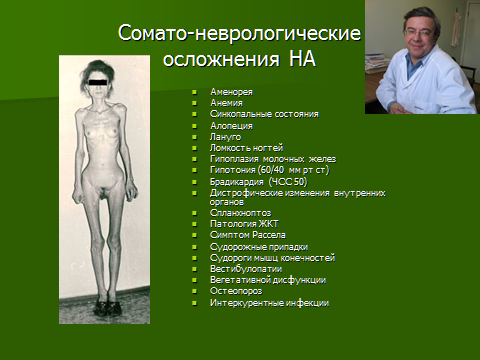 Сомато-неврологические
осложнения НА
Аменорея
Анемия
Синкопальные состояния
Алопеция
Лануго
Ломкость ногтей
Гипоплазия молочных желез
Гипотония (60/40 мм рт ст)
Брадикардия (ЧСС 50)
Дистрофические изменения внутренних
органов
Спланхноптоз
Патология ЖКТ
Симптом Рассела
Судорожные припадки
Судороги мышц конечностей
Вестибулопатии
Вегетативной дисфункции
Остеопороз
Интеркурентные инфекции